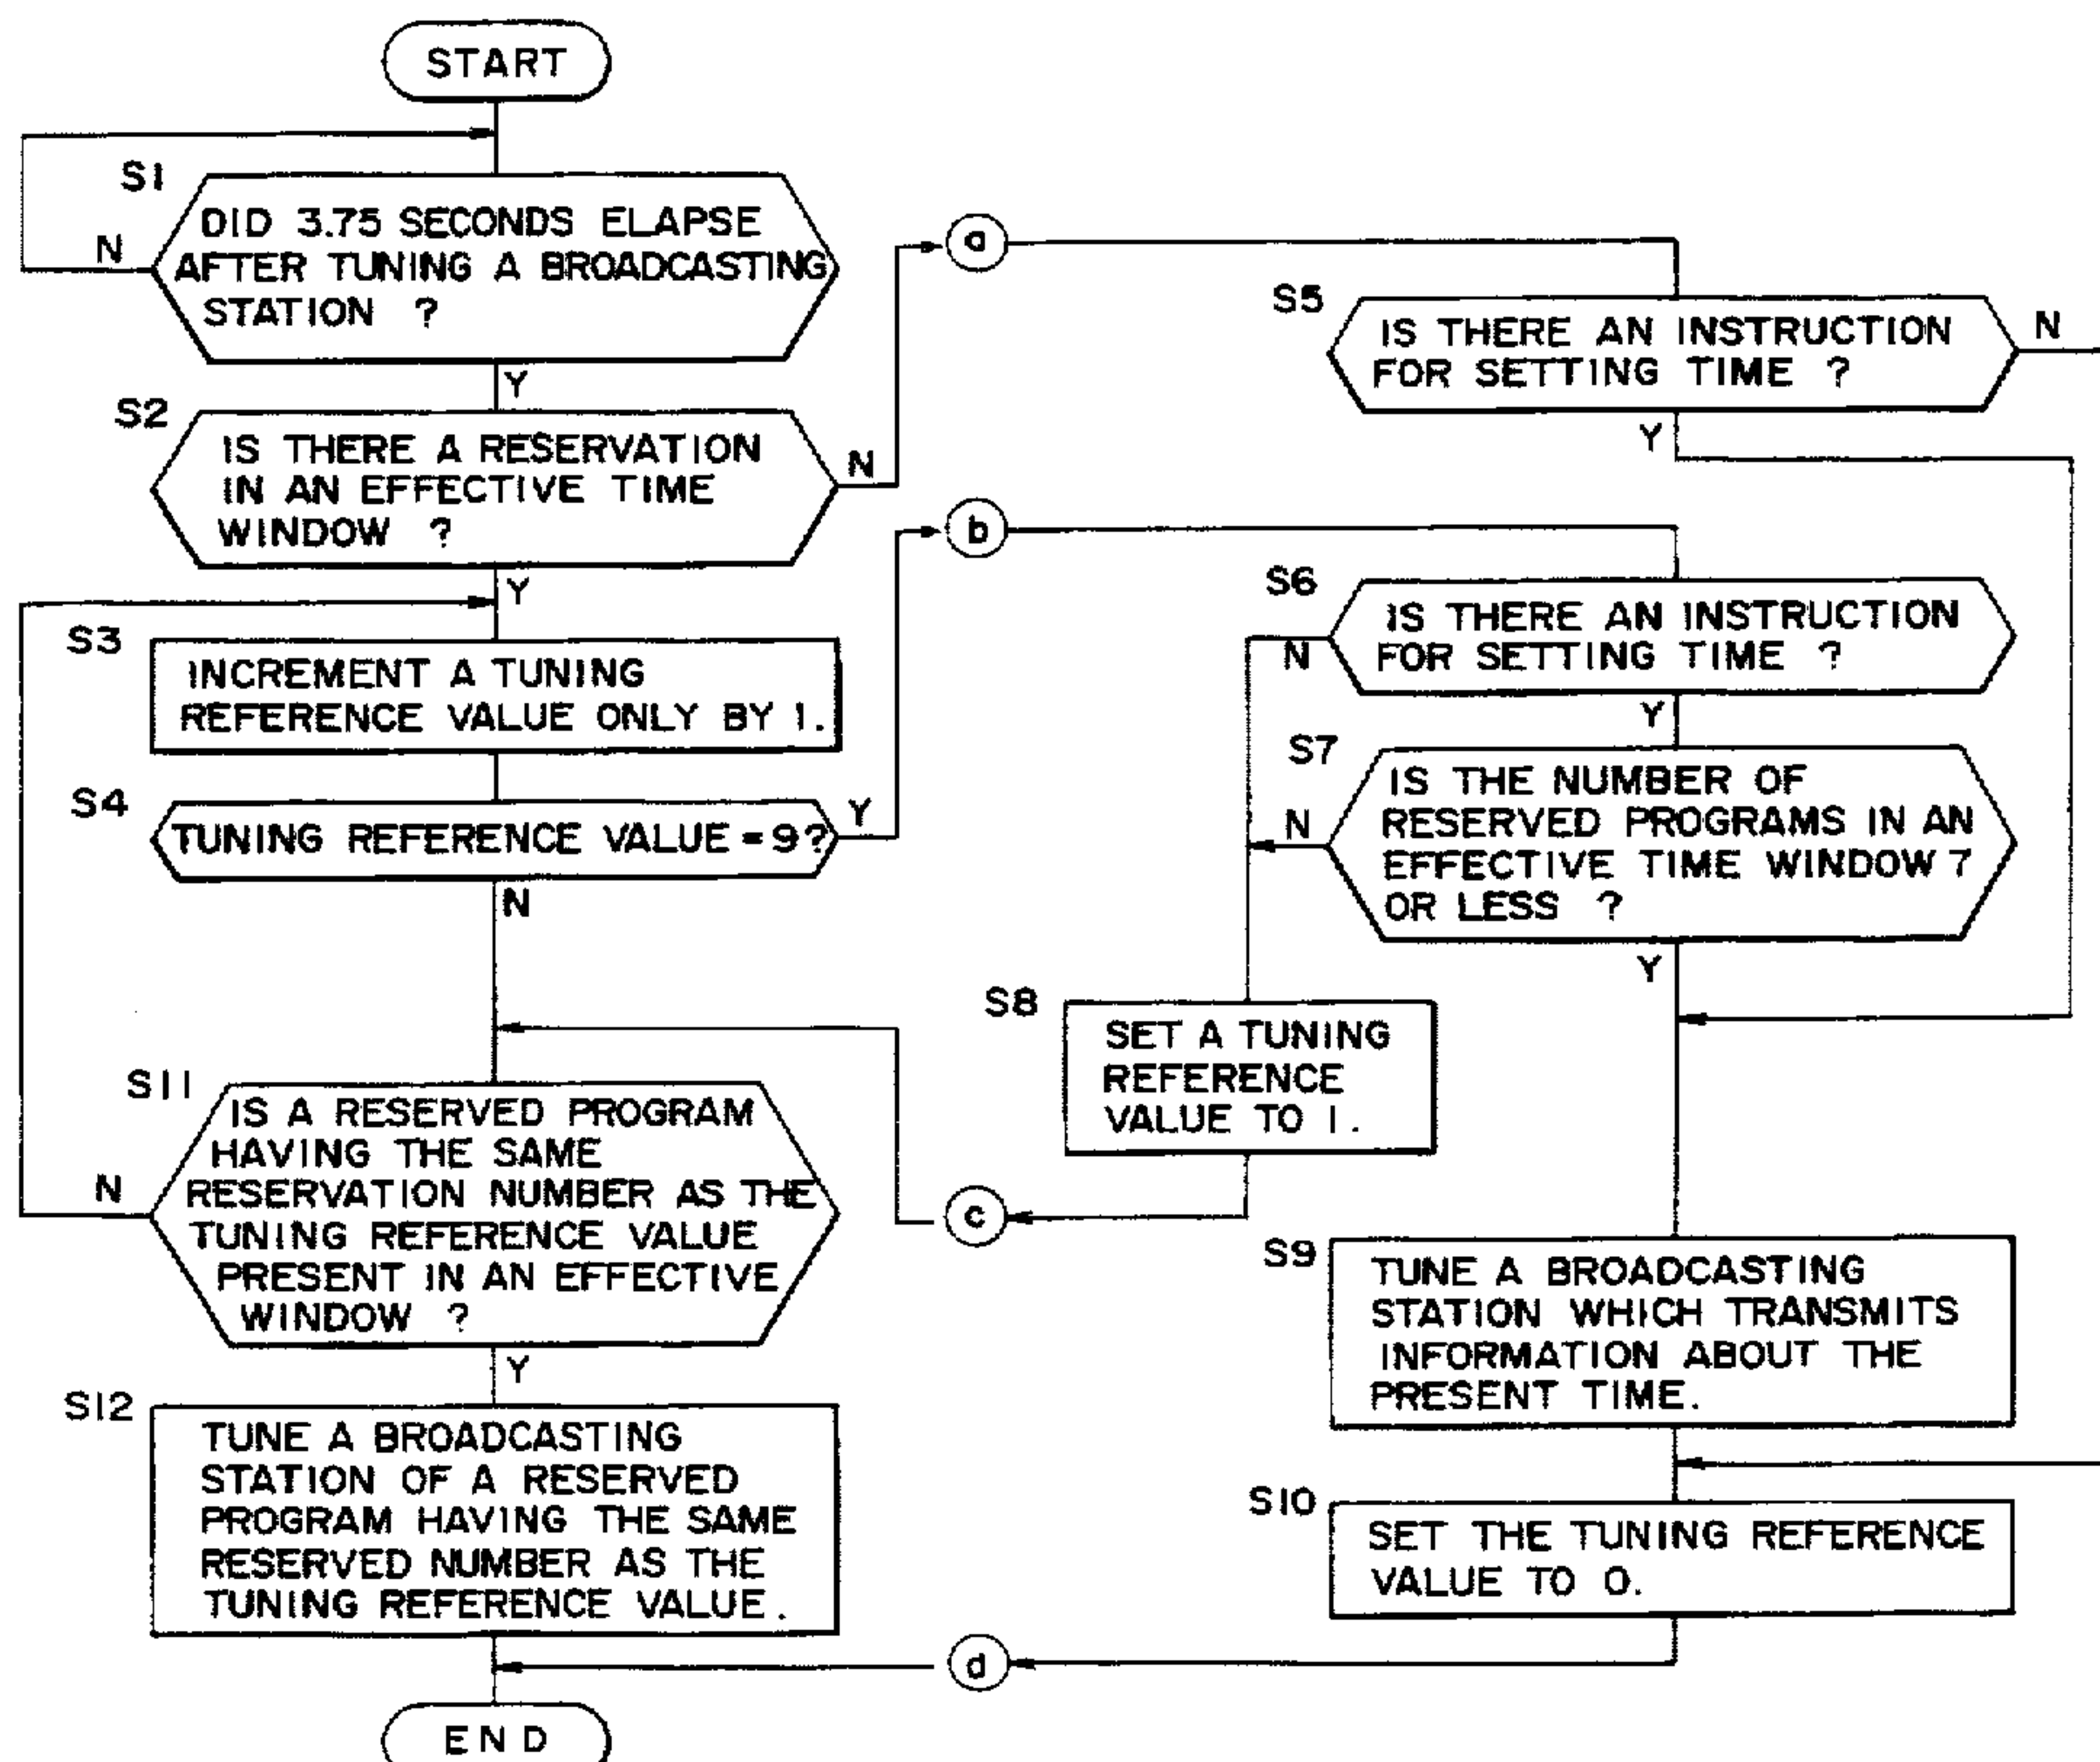 START
S1
DID 3.75 SECONDS ELAPSE
AFTER TUNING A BROADCASTING
STATION ?
N
Y
S2
IS THERE A RESERVATION
IN AN EFFECTIVE TIME
WINDOW ?
N
Y
S3
INCREMENT A TUNING
REFERENCE VALUE ONLY BY 1.
S4
TUNING REFERENCE VALUE = 9?
Y
N
a
S5
IS THERE AN INSTRUCTION
FOR SETTING TIME ?
N
Y
b
S6
IS THERE AN INSTRUCTION
FOR SETTING TIME ?
N
Y
S7
IS THE NUMBER OF
RESERVED PROGRAMS IN AN
EFFECTIVE TIME WINDOW 7
OR LESS ?
N
Y
S8
SET A TUNING
REFERENCE
VALUE TO 1.
c
S11
IS A RESERVED PROGRAM
HAVING THE SAME
RESERVATION NUMBER AS THE
TUNING REFERENCE VALUE
PRESENT IN AN EFFECTIVE
WINDOW ?
N
Y
S9
TUNE A BROADCASTING
STATION WHICH TRANSMITS
INFORMATION ABOUT THE
PRESENT TIME.
S12
TUNE A BROADCASTING
STATION OF A RESERVED
PROGRAM HAVING THE SAME
RESERVED NUMBER AS THE
TUNING REFERENCE VALUE.
S10
SET THE TUNING REFERENCE
VALUE TO 0.
d
END